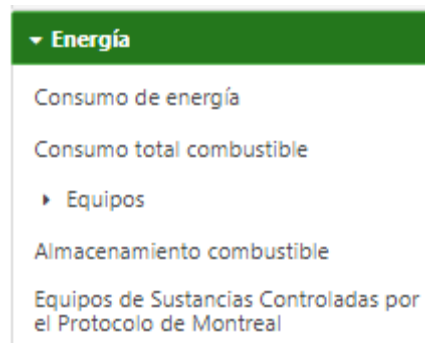 Energía
Consumo de energía
Consumo total combustible
Equipos
Almacenamiento combustible
Equipos de Sustancias Controladas por
el Protocolo de Montreal